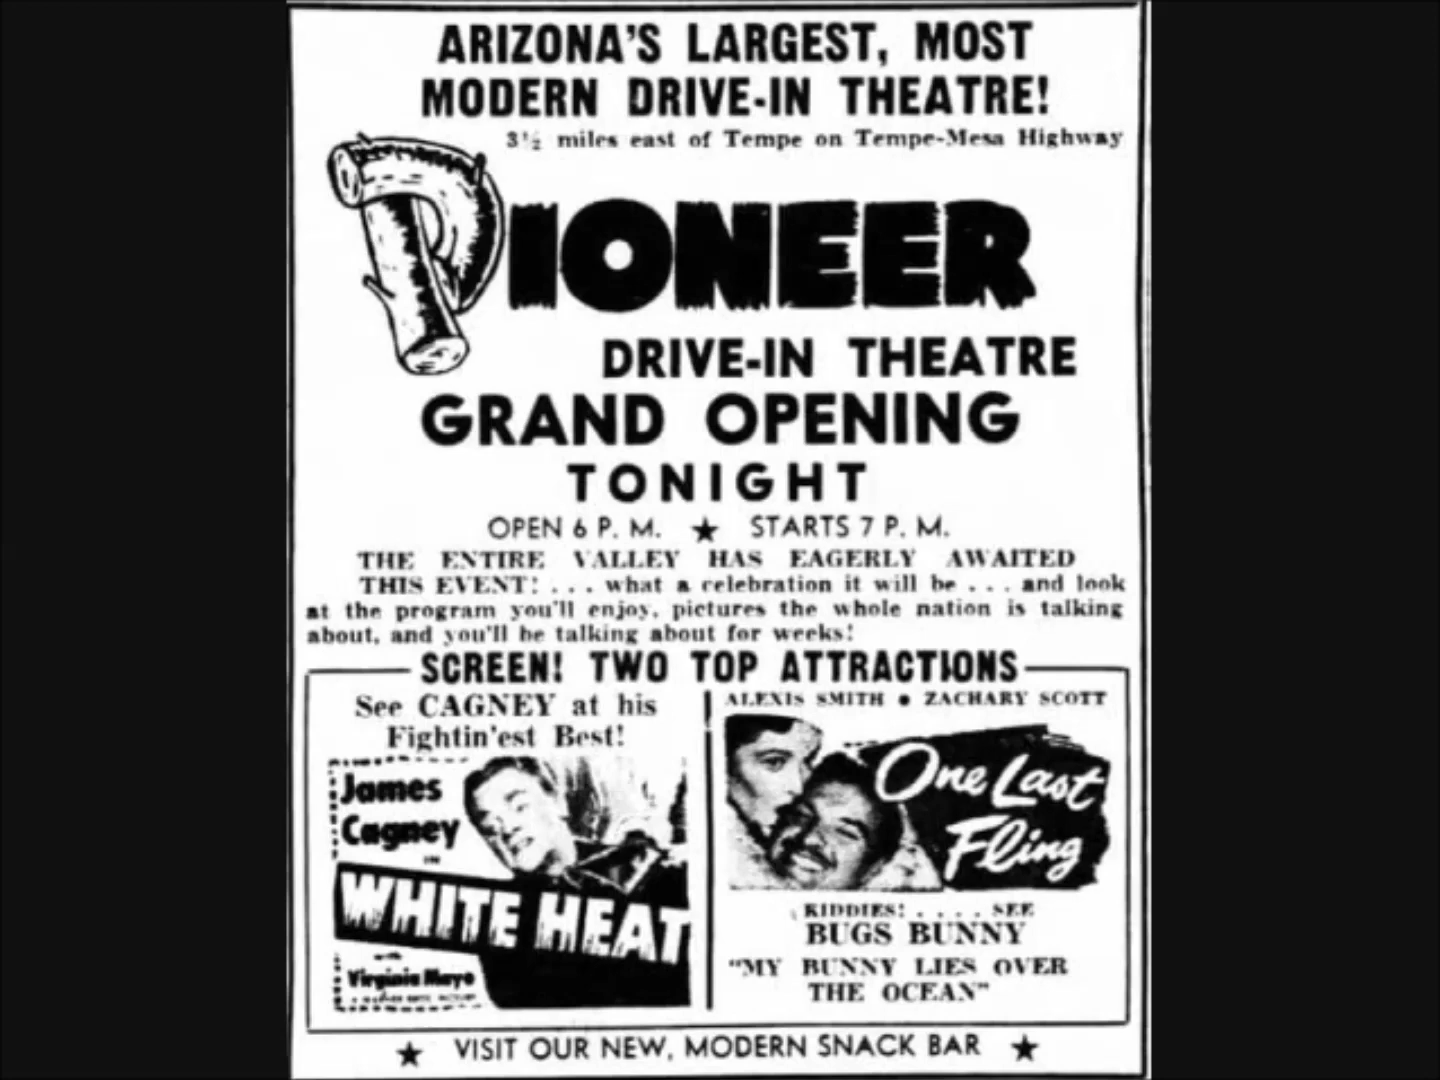 ARIZONA'S LARGEST, MOST
MODERN DRIVE-IN THEATRE!
3½ miles east of Tempe on Tempe-Mesa Highway
PIONEER
DRIVE-IN THEATRE
GRAND OPENING
TONIGHT
OPEN 6 P. M. ★ STARTS 7 P. M.
THE ENTIRE VALLEY HAS EAGERLY AWAITED
THIS EVENT! . . . what a celebration it will be . . . and look
at the program you'll enjoy, pictures the whole nation is talking
about, and you'll be talking about for weeks!
SCREEN! TWO TOP ATTRACTIONS
See CAGNEY at his
Fightin'est Best!
James
Cagney
IN
WHITE HEAT
Virginia Mayo
ALEXIS SMITH • ZACHARY SCOTT
One Last
Fling
KIDDIES! . . . . SEE
BUGS BUNNY
"MY BUNNY LIES OVER
THE OCEAN"
★ VISIT OUR NEW, MODERN SNACK BAR ★